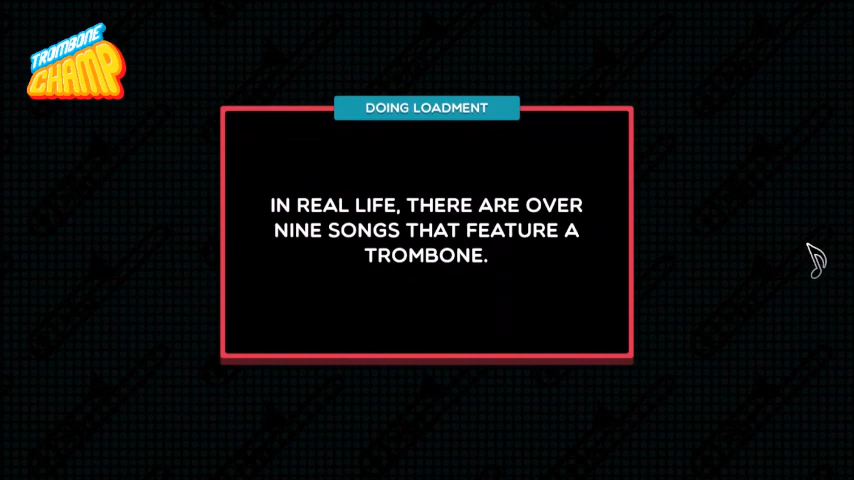 TROMBONE
CHAMP
DOING LOADMENT
IN REAL LIFE, THERE ARE OVER
NINE SONGS THAT FEATURE A
TROMBONE.